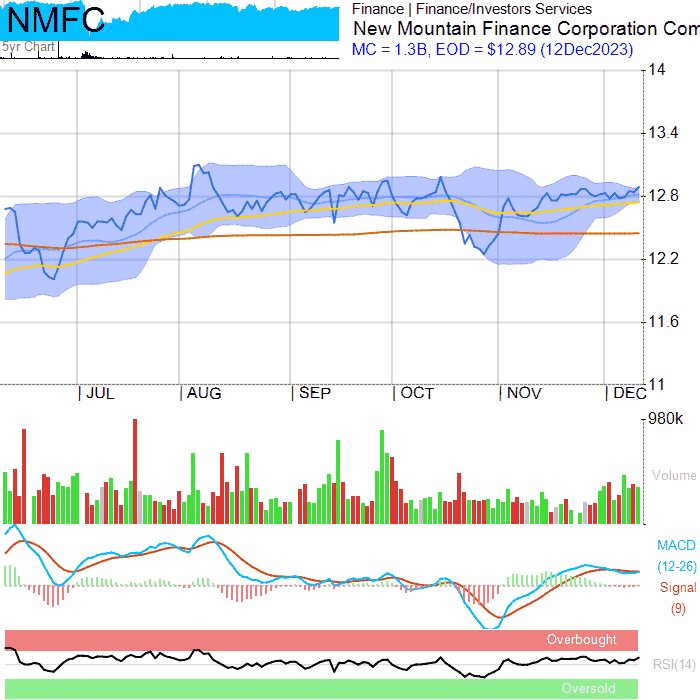 NMFC
5yr Chart
Finance | Finance/Investors Services
New Mountain Finance Corporation Com
MC = 1.3B, EOD = $12.89 (12Dec2023)
14
13.4
12.8
12.2
11.6
11
JUL AUG SEP OCT NOV DEC
980k
Volume
MACD
(12-26)
Signal
(9)
Overbought
RSI(14)
Oversold